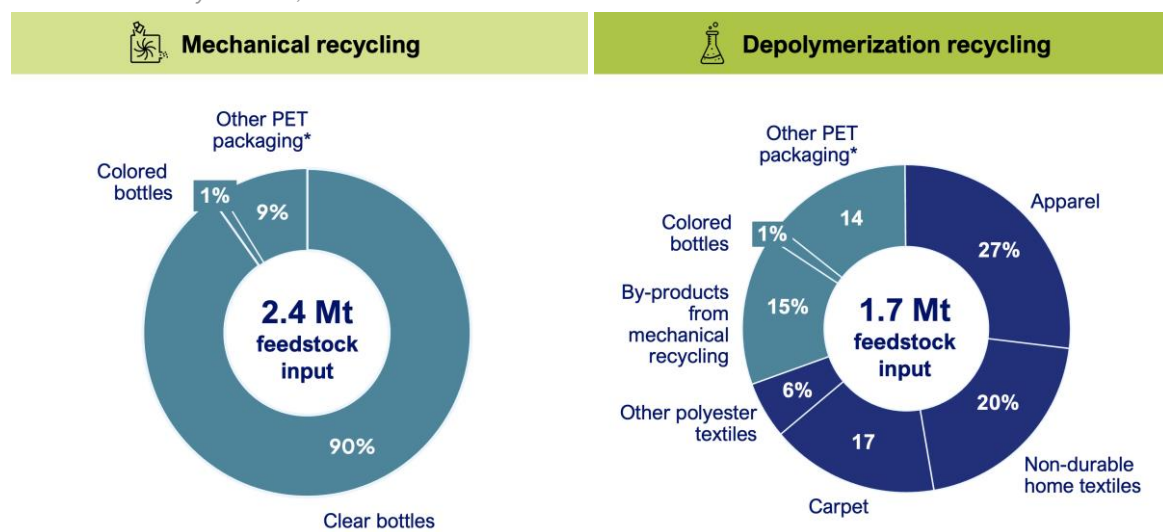 Mechanical recycling
Other PET
packaging*
Colored
bottles
1%
9%
2.4 Mt
feedstock
input
90%
Clear bottles
Depolymerization recycling
Other PET
packaging*
Apparel
14
Colored
bottles
1%
27%
By-products
from
mechanical
recycling
15%
1.7 Mt
feedstock
input
6%
20%
Other polyester
textiles
17
Non-durable
home textiles
Carpet